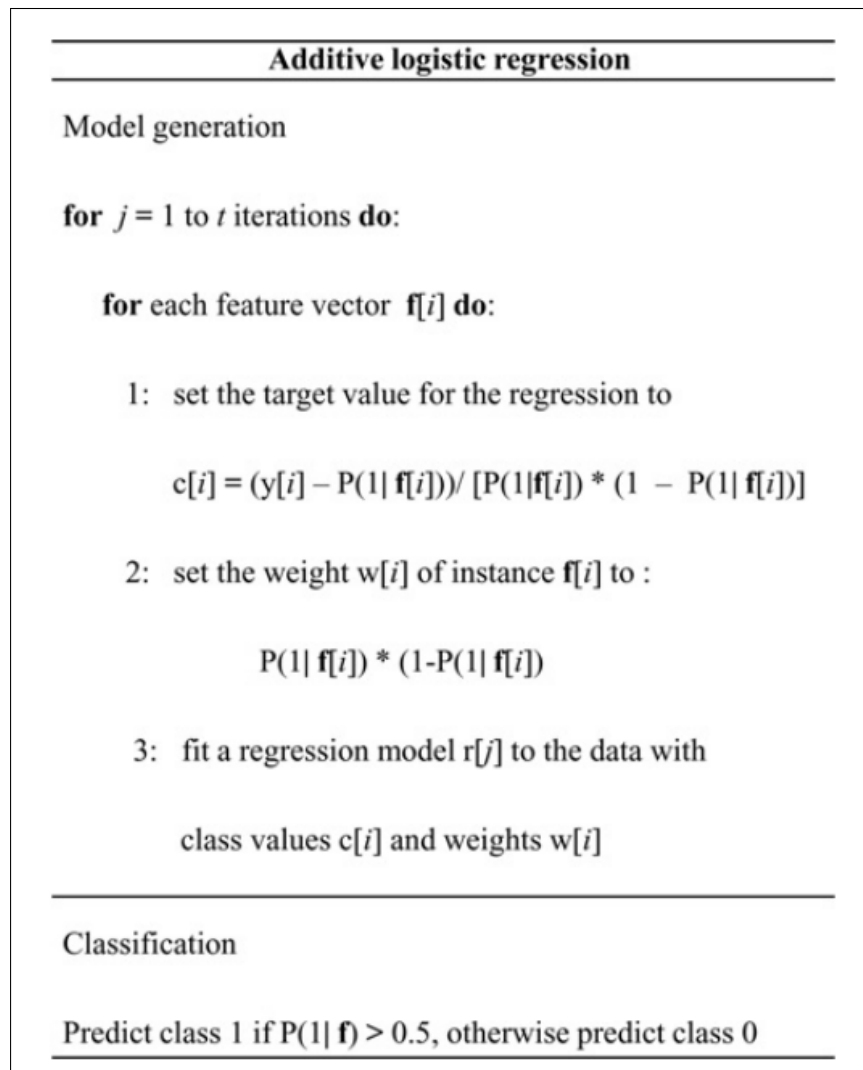 Additive logistic regression
Model generation
for j = 1 to t iterations do:
for each feature vector f[i] do:
1: set the target value for the regression to
c[i] = (y[i] – P(1| f[i]))/ [P(1|f[i]) * (1 – P(1| f[i])]
2: set the weight w[i] of instance f[i] to :
P(1| f[i]) * (1-P(1| f[i])
3: fit a regression model r[j] to the data with
class values c[i] and weights w[i]
Classification
Predict class 1 if P(1| f) > 0.5, otherwise predict class 0